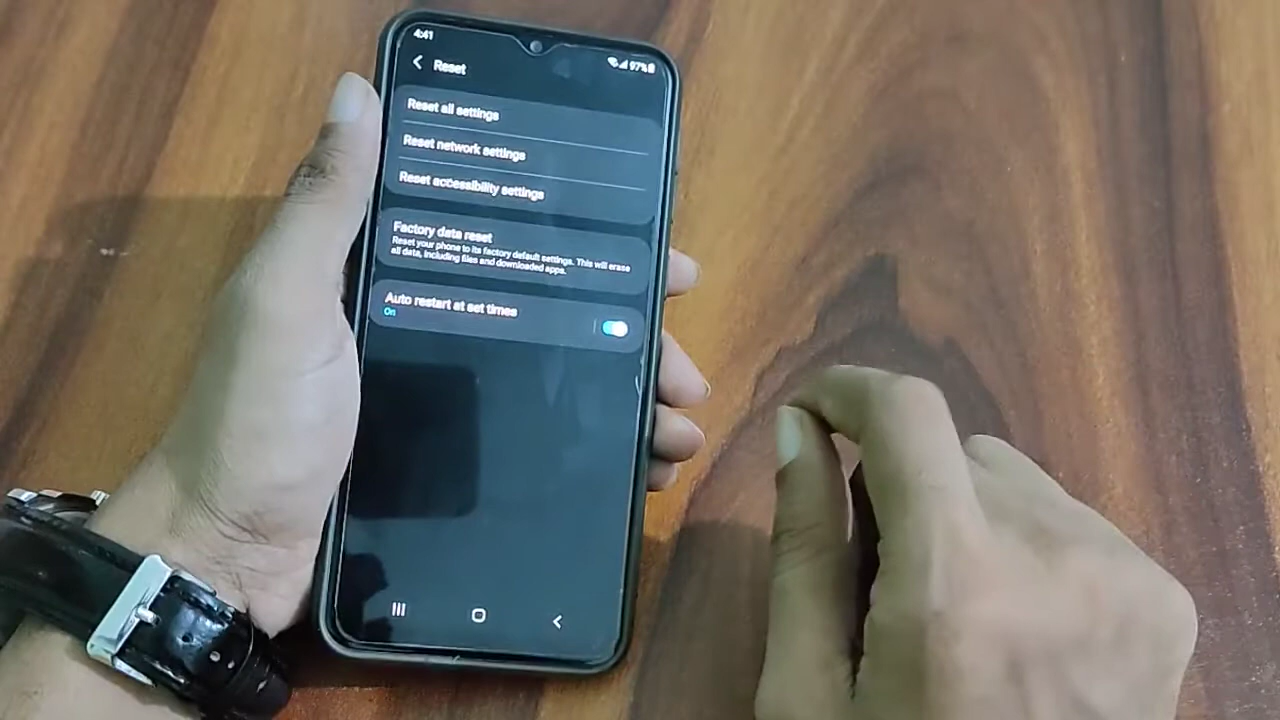 4:41
97%
Reset
Reset all settings
Reset network settings
Reset accessibility settings
Factory data reset
Reset your phone to its factory default settings. This will erase
all data, including files and downloaded apps.
Auto restart at set times
On